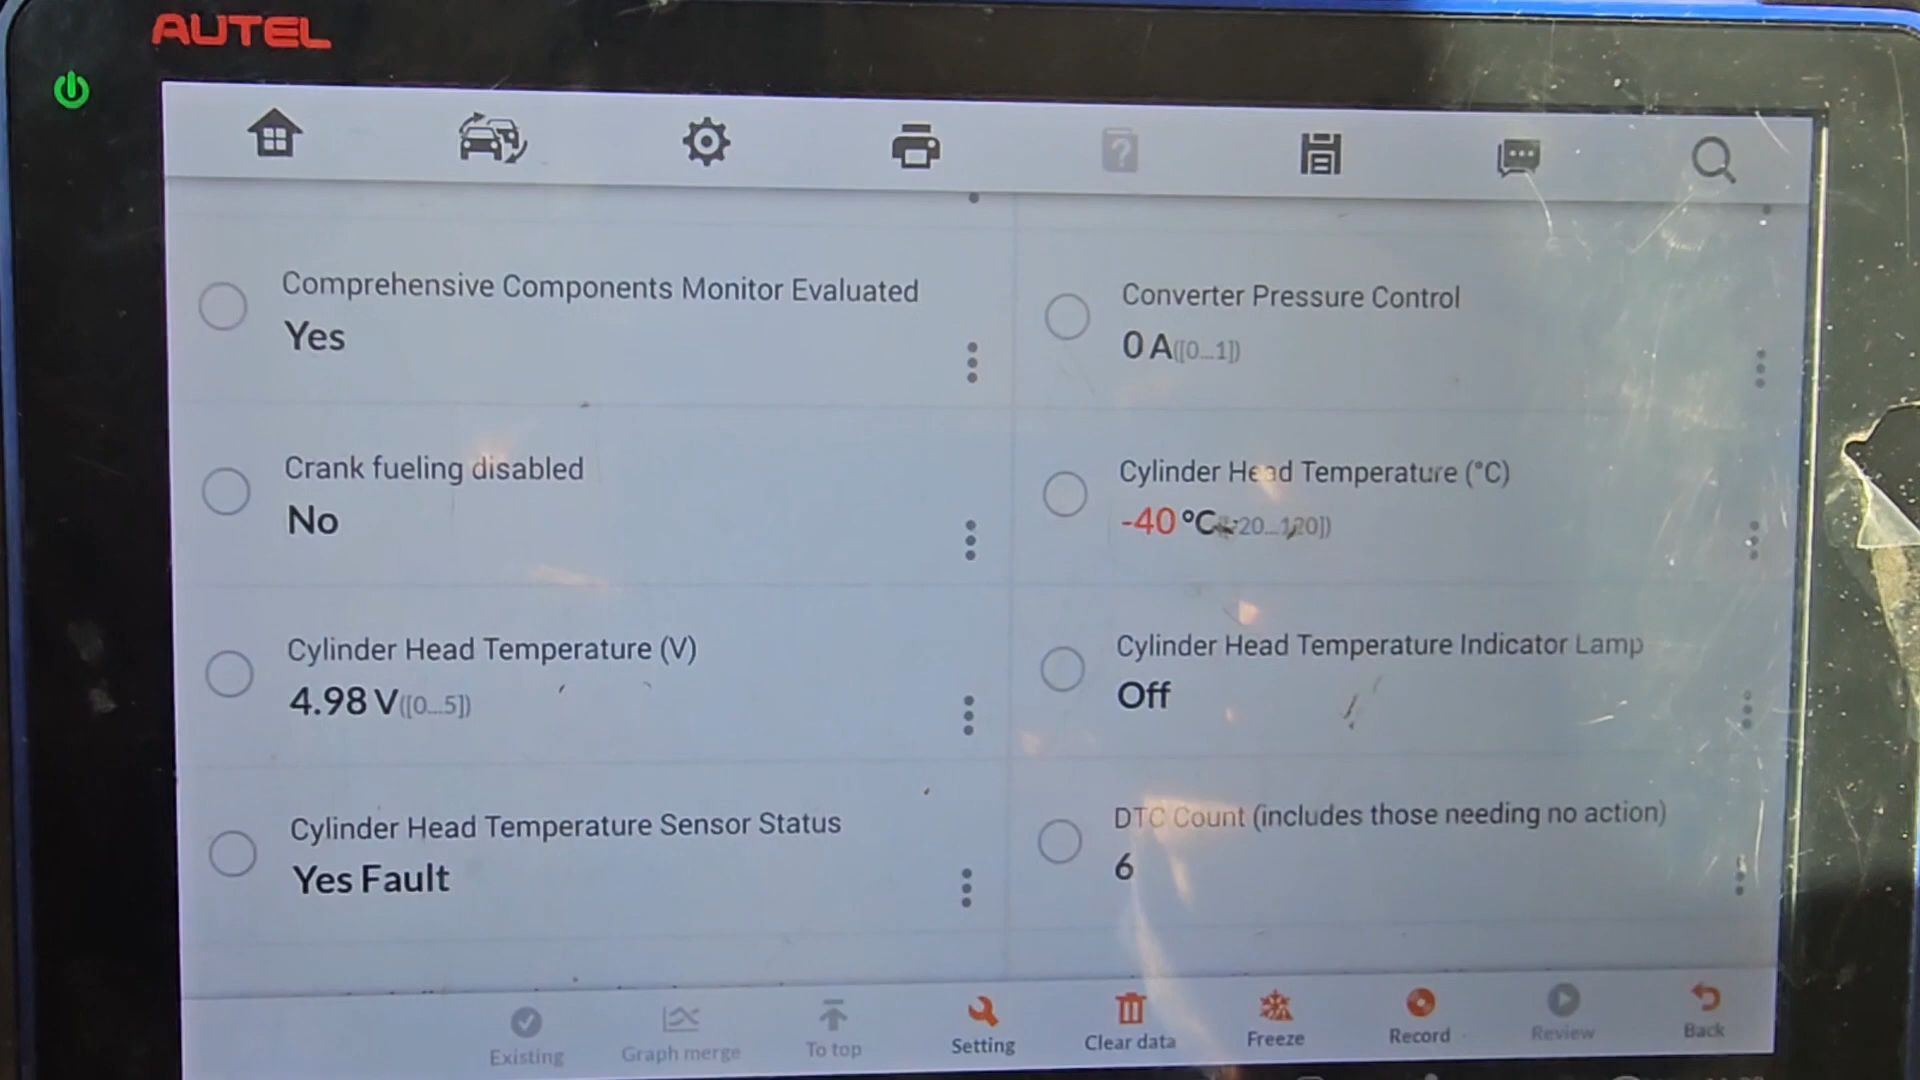 AUTEL
Comprehensive Components Monitor Evaluated
Yes
Converter Pressure Control
0 A([0...1])
Crank fueling disabled
No
Cylinder Head Temperature (°C)
-40 °C 20...120])
Cylinder Head Temperature (V)
4.98 V([0...5])
Cylinder Head Temperature Indicator Lamp
Off
Cylinder Head Temperature Sensor Status
Yes Fault
DTC Count (includes those needing no action)
6
Existing
Graph merge
To top
Setting
Clear data
Freeze
Record
Review
Back